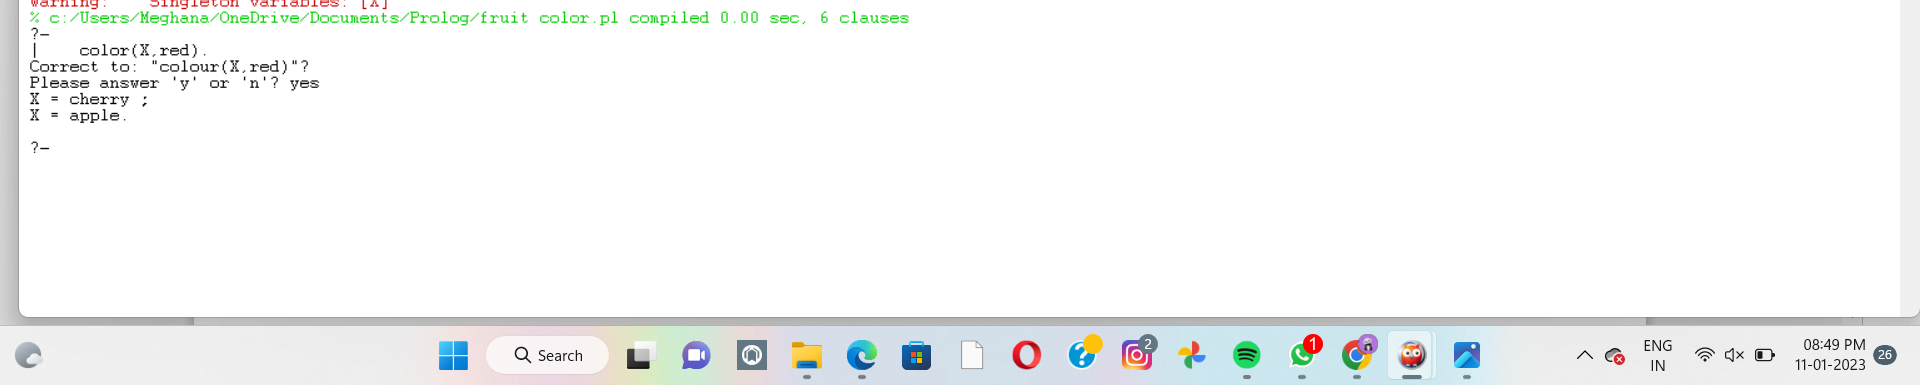 Warning:    Singleton variables: [X]
% c:/Users/Meghana/OneDrive/Documents/Prolog/fruit color.pl compiled 0.00 sec, 6 clauses
?-
|    color(X,red).
Correct to: "colour(X,red)"?
Please answer 'y' or 'n'? yes
X = cherry ;
X = apple.
?-
Search
2
1
ENG
IN
08:49 PM
11-01-2023
26